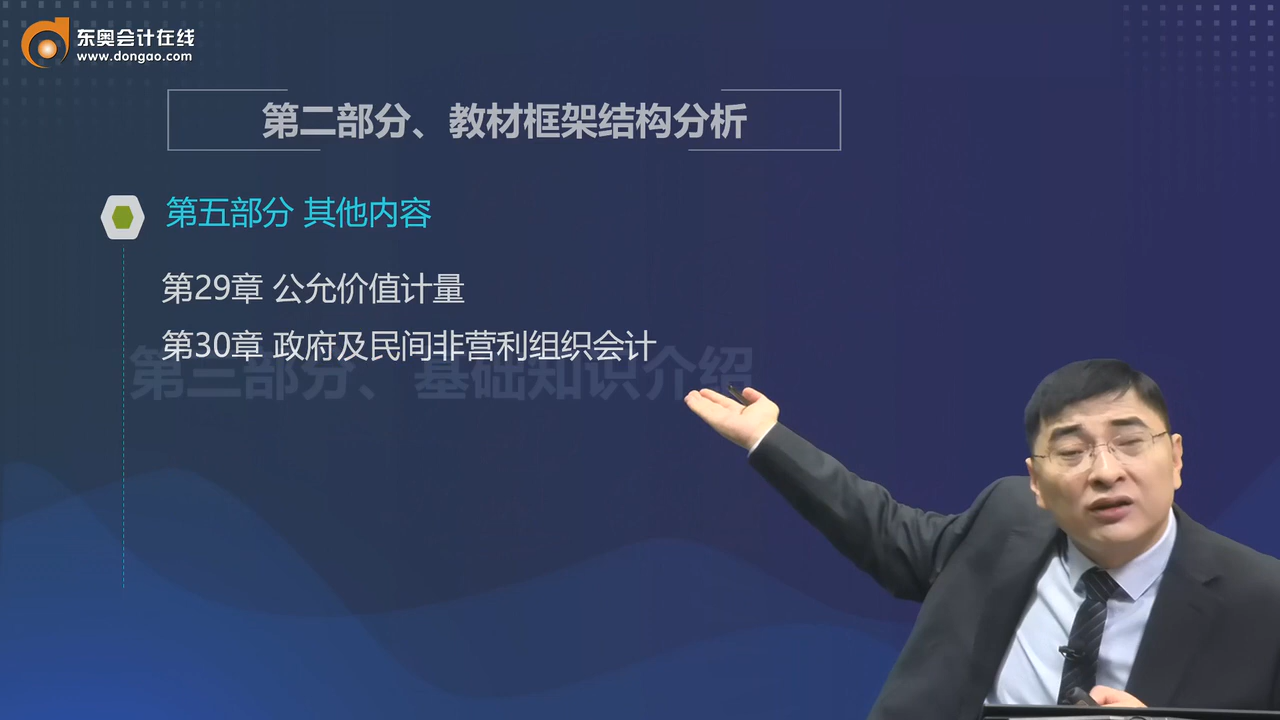 东奥会计在线
www.dongao.com
第二部分、教材框架结构分析
第五部分 其他内容
第29章 公允价值计量
第30章 政府及民间非营利组织会计
第三部分、基础知识介绍